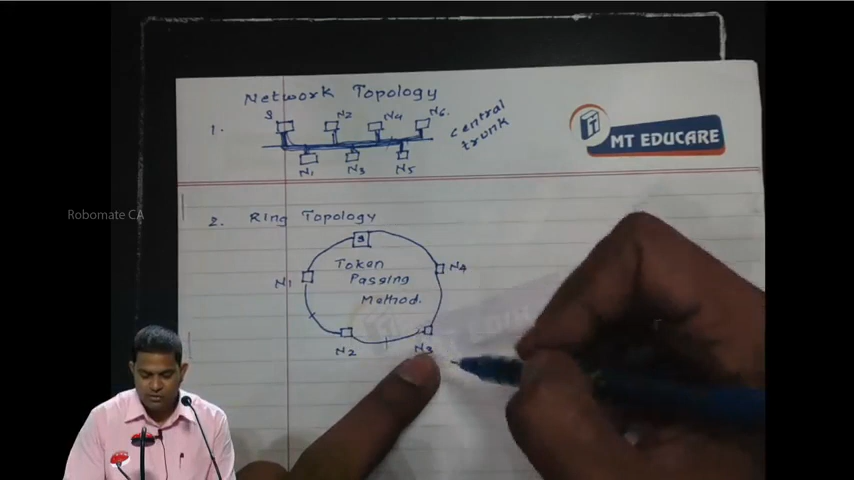 Network Topology
1.
S
N2
N4
N6.
central
trunk
N1
N3
N5
MT EDUCARE
Robomate CA
2. Ring Topology
S
Token
Passing
Method.
N1
N4
N2
N3